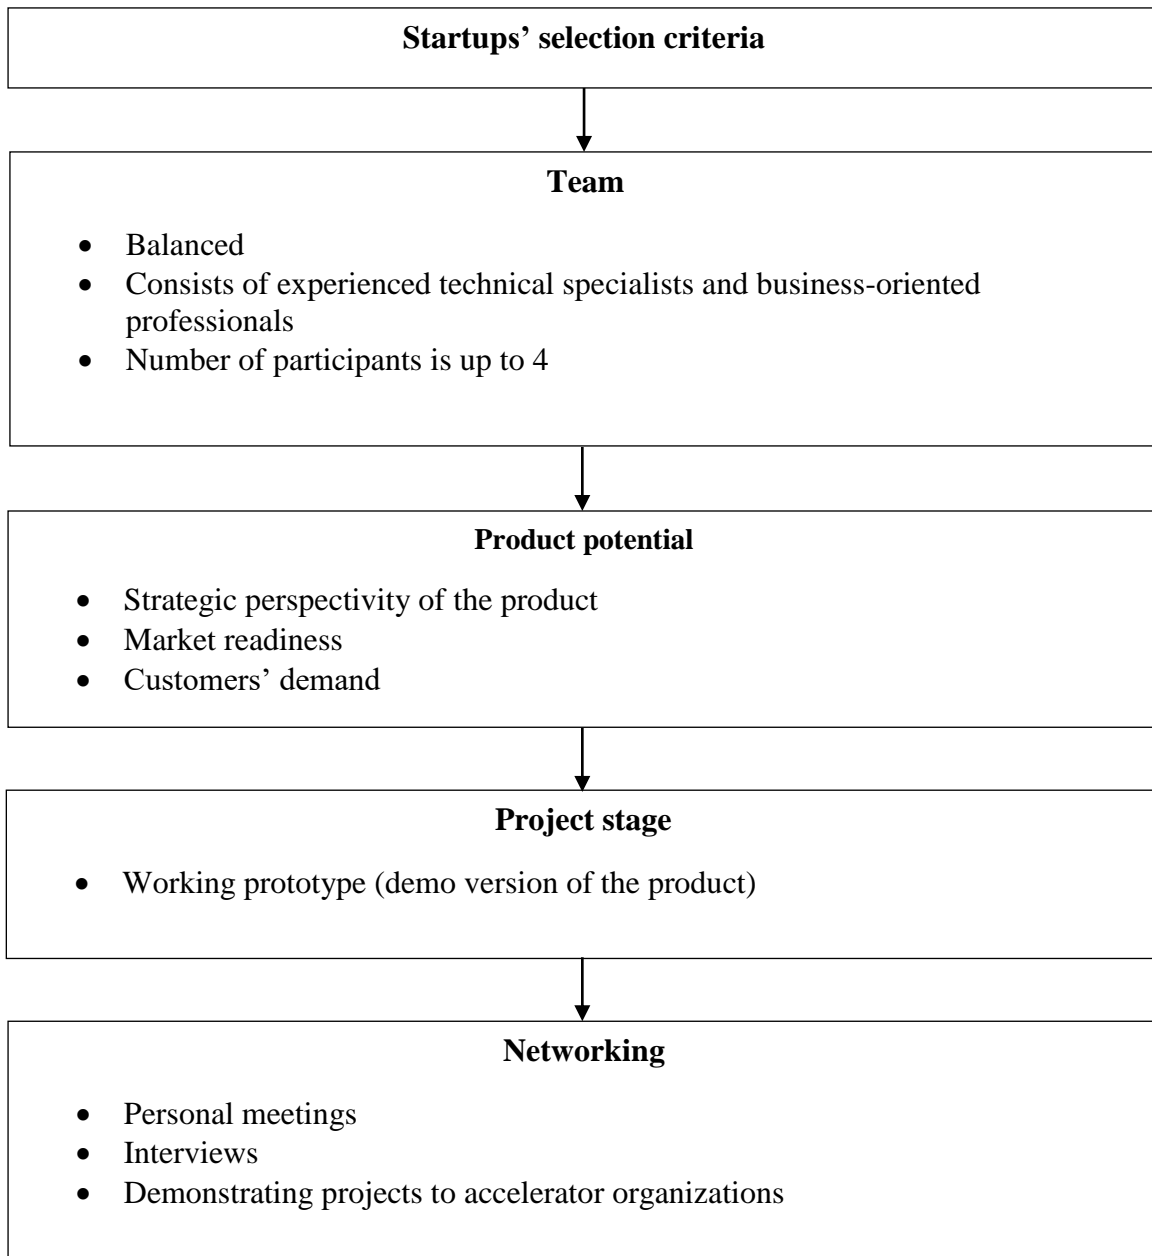 Startups’ selection criteria
Team
• Balanced
• Consists of experienced technical specialists and business-oriented
professionals
• Number of participants is up to 4
Product potential
• Strategic perspectivity of the product
• Market readiness
• Customers’ demand
Project stage
• Working prototype (demo version of the product)
Networking
• Personal meetings
• Interviews
• Demonstrating projects to accelerator organizations